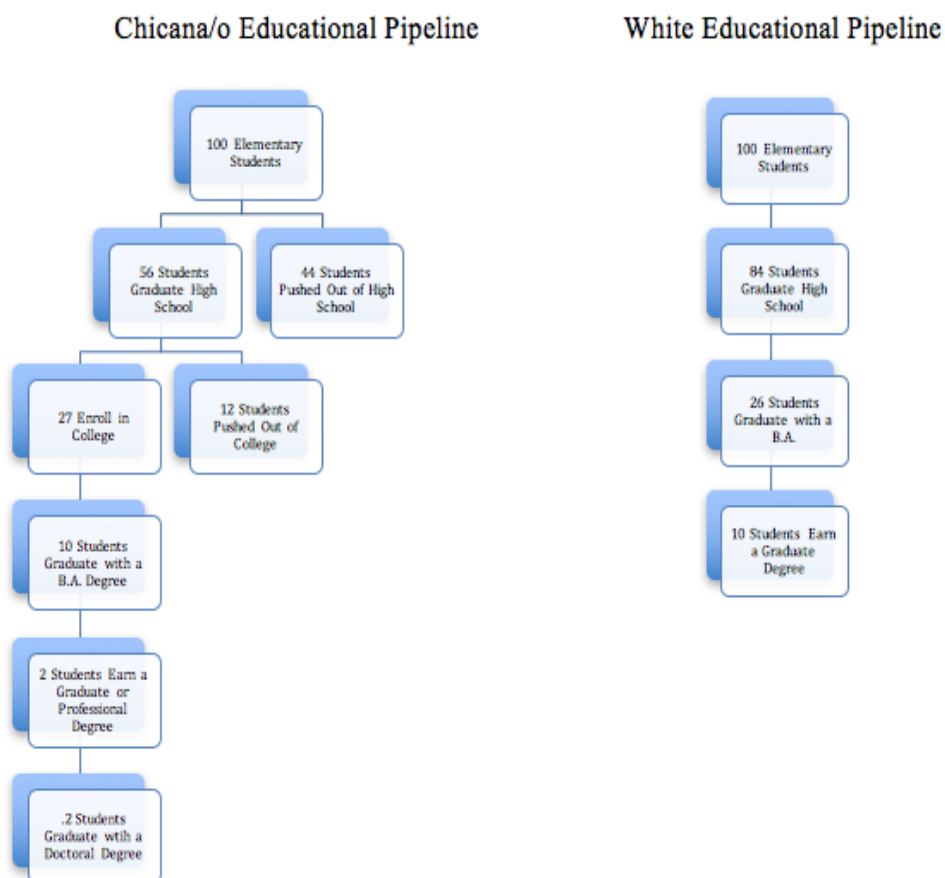 Chicana/o Educational Pipeline
White Educational Pipeline
100 Elementary
Students
56 Students
Graduate High
School
44 Students
Pushed Out of High
School
27 Enroll in
College
12 Students
Pushed Out of
College
10 Students
Graduate with a
B.A. Degree
2 Students Earn a
Graduate or
Professional
Degree
.2 Students
Graduate wtih a
Doctoral Degree
100 Elementary
Students
84 Students
Graduate High
School
26 Students
Graduate with a
B.A.
10 Students Earn
a Graduate
Degree